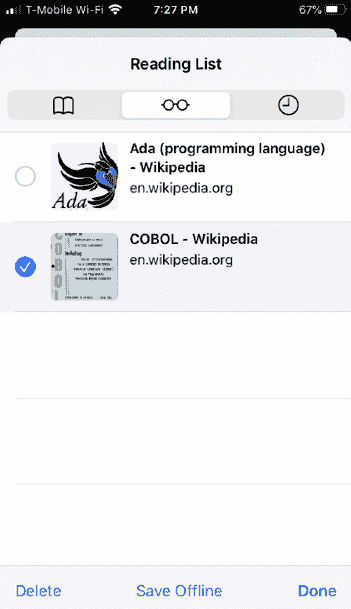 T-Mobile Wi-Fi 7:27 PM 67%
Reading List
Ada (programming language)
- Wikipedia
en.wikipedia.org
Ada
COBOL - Wikipedia
en.wikipedia.org
Delete Save Offline Done